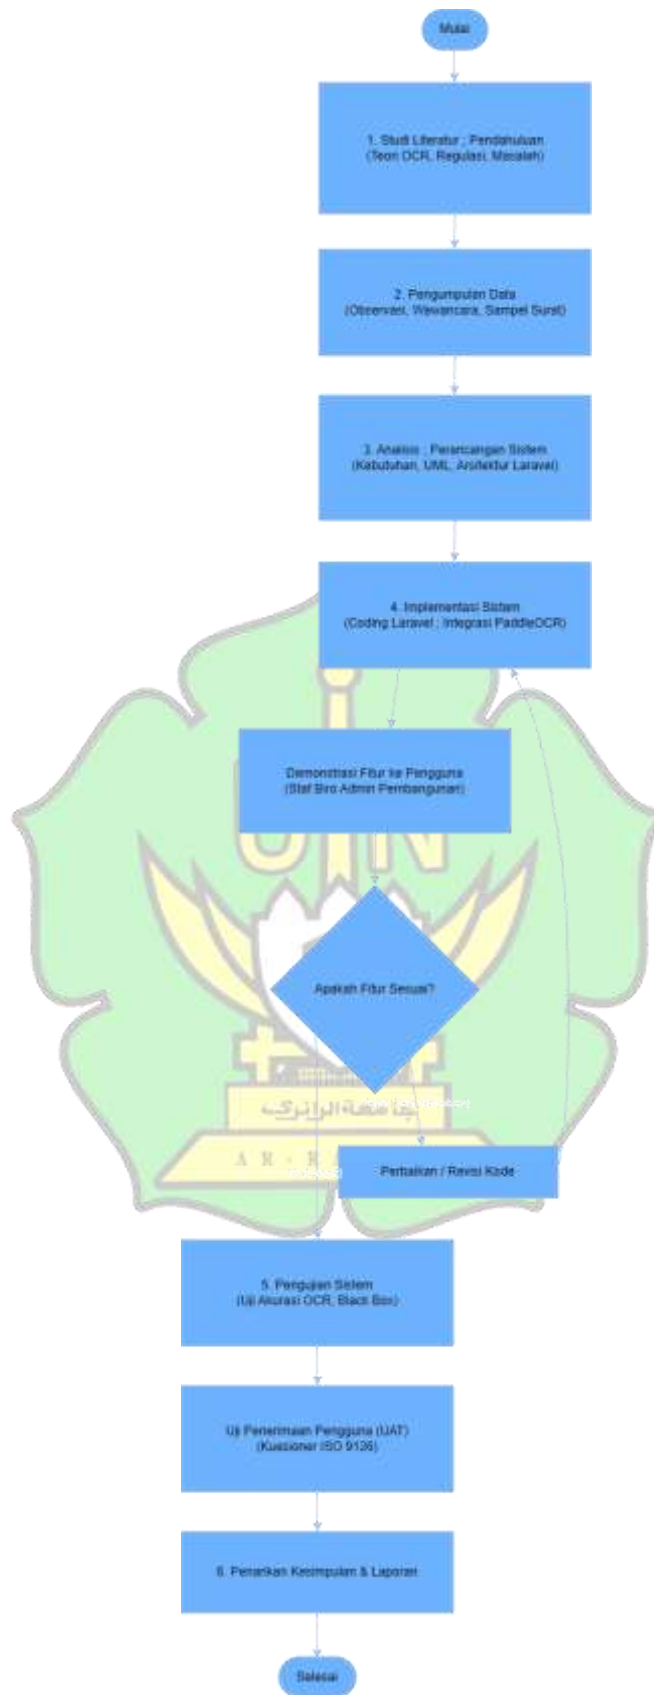 Mulai
1. Studi Literatur ; Pendahuluan
(Teori OCR, Regulasi, Masalah)
2. Pengumpulan Data
(Observasi, Wawancara, Sampel Surat)
3. Analisis ; Perancangan Sistem
(Kebutuhan, UML, Arsitektur Laravel)
4. Implementasi Sistem
(Coding Laravel ; Integrasi PaddleOCR)
Demonstrasi Fitur ke Pengguna
(Staf Biro Admin Pembangunan)
U N
Apakah Fitur Sesuai?
جامعة الرانري
A R - R A
Perbaikan / Revisi Kode
5. Pengujian Sistem
(Uji Akurasi OCR, Black Box)
Uji Penerimaan Pengguna (UAT)
(Kuesioner ISO 9126)
6. Penarikan Kesimpulan & Laporan
Selesai